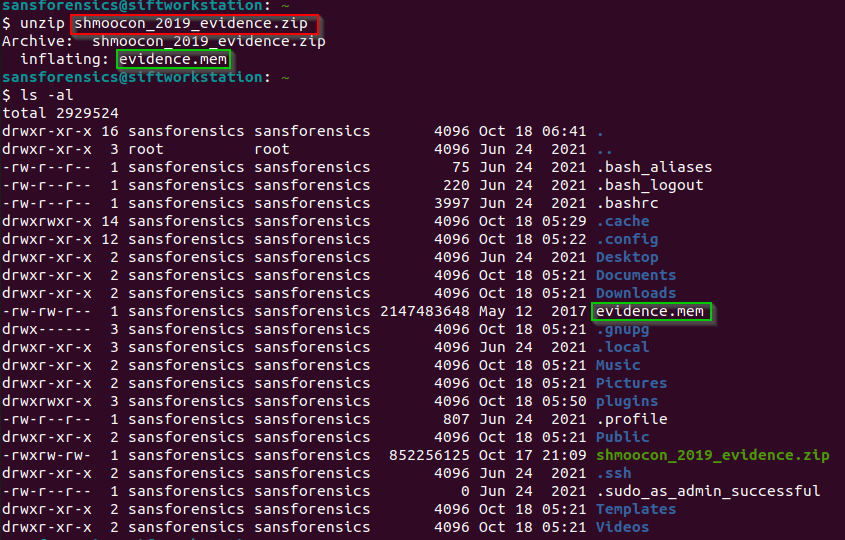 sansforensics@siftworkstation: ~
$ unzip shmoocon_2019_evidence.zip
Archive:  shmoocon_2019_evidence.zip
  inflating: evidence.mem
sansforensics@siftworkstation: ~
$ ls -al
total 2929524
drwxr-xr-x 16 sansforensics sansforensics       4096 Oct 18 06:41 .
drwxr-xr-x  3 root          root                4096 Jun 24  2021 ..
-rw-r--r--  1 sansforensics sansforensics         75 Jun 24  2021 .bash_aliases
-rw-r--r--  1 sansforensics sansforensics        220 Jun 24  2021 .bash_logout
-rw-r--r--  1 sansforensics sansforensics       3997 Jun 24  2021 .bashrc
drwxrwxr-x 14 sansforensics sansforensics       4096 Oct 18 05:29 .cache
drwxr-xr-x 12 sansforensics sansforensics       4096 Oct 18 05:22 .config
drwxr-xr-x  2 sansforensics sansforensics       4096 Jun 24  2021 Desktop
drwxr-xr-x  2 sansforensics sansforensics       4096 Oct 18 05:21 Documents
drwxr-xr-x  2 sansforensics sansforensics       4096 Oct 18 05:21 Downloads
-rw-rw-r--  1 sansforensics sansforensics 2147483648 May 12  2017 evidence.mem
drwx------  3 sansforensics sansforensics       4096 Oct 18 05:21 .gnupg
drwxr-xr-x  3 sansforensics sansforensics       4096 Jun 24  2021 .local
drwxr-xr-x  2 sansforensics sansforensics       4096 Oct 18 05:21 Music
drwxr-xr-x  2 sansforensics sansforensics       4096 Oct 18 05:21 Pictures
drwxrwxr-x  3 sansforensics sansforensics       4096 Oct 18 05:50 plugins
-rw-r--r--  1 sansforensics sansforensics        807 Jun 24  2021 .profile
drwxr-xr-x  2 sansforensics sansforensics       4096 Oct 18 05:21 Public
-rwxrw-rw-  1 sansforensics sansforensics  852256125 Oct 17 21:09 shmoocon_2019_evidence.zip
drwxr-xr-x  2 sansforensics sansforensics       4096 Jun 24  2021 .ssh
-rw-r--r--  1 sansforensics sansforensics          0 Jun 24  2021 .sudo_as_admin_successful
drwxr-xr-x  2 sansforensics sansforensics       4096 Oct 18 05:21 Templates
drwxr-xr-x  2 sansforensics sansforensics       4096 Oct 18 05:21 Videos